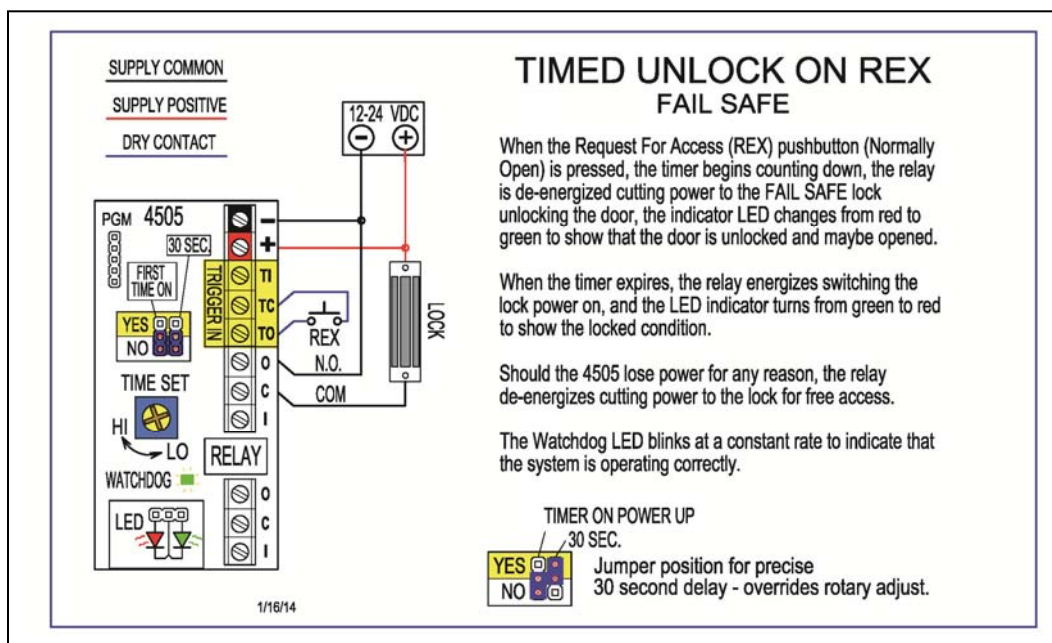 SUPPLY COMMON
SUPPLY POSITIVE
DRY CONTACT
12-24 VDC
− +
PGM 4505
30 SEC.
FIRST
TIME ON
YES
NO
TIME SET
HI
LO
WATCHDOG
LED
−
+
TRIGGER IN
TI
TC
TO
O
C
I
RELAY
O
C
I
REX
N.O.
COM
LOCK
1/16/14
TIMED UNLOCK ON REX
FAIL SAFE
When the Request For Access (REX) pushbutton (Normally
Open) is pressed, the timer begins counting down, the relay
is de-energized cutting power to the FAIL SAFE lock
unlocking the door, the indicator LED changes from red to
green to show that the door is unlocked and maybe opened.
When the timer expires, the relay energizes switching the
lock power on, and the LED indicator turns from green to red
to show the locked condition.
Should the 4505 lose power for any reason, the relay
de-energizes cutting power to the lock for free access.
The Watchdog LED blinks at a constant rate to indicate that
the system is operating correctly.
TIMER ON POWER UP
30 SEC.
YES
NO
Jumper position for precise
30 second delay - overrides rotary adjust.